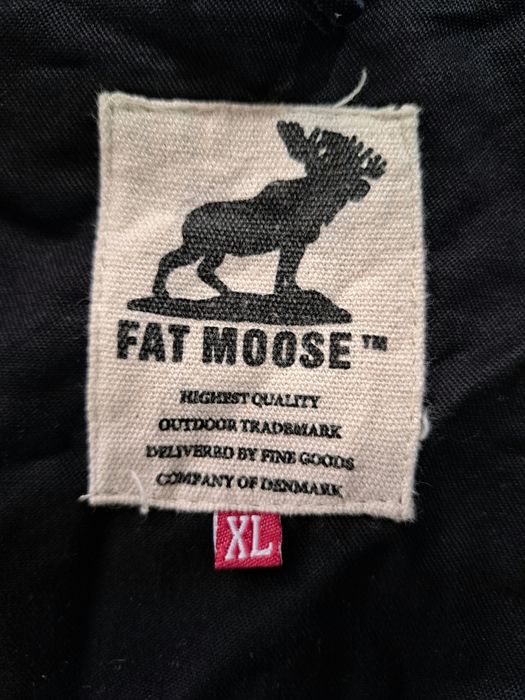 FAT MOOSE™
HIGHEST QUALITY
OUTDOOR TRADEMARK
DELIVERED BY FINE GOODS
COMPANY OF DENMARK
XL